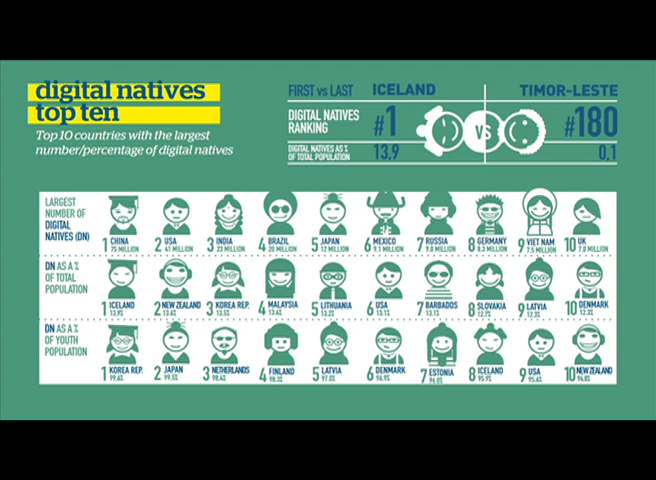 digital natives
top ten
Top 10 countries with the largest
number/percentage of digital natives
FIRST vs LAST ICELAND TIMOR-LESTE
DIGITAL NATIVES
RANKING
#1 VS #180
DIGITAL NATIVES AS %
OF TOTAL POPULATION
13.9 0.1
LARGEST
NUMBER OF
DIGITAL
NATIVES (DN)
1 CHINA 2 USA 3 INDIA 4 BRAZIL 5 JAPAN 6 MEXICO 7 RUSSIA 8 GERMANY 9 VIET NAM 10 UK
75 MILLION 41 MILLION 23 MILLION 20 MILLION 12 MILLION 9.1 MILLION 9.0 MILLION 8.3 MILLION 7.5 MILLION 7.0 MILLION
DN AS A %
OF TOTAL
POPULATION
1 ICELAND 2 NEW ZEALAND 3 KOREA REP. 4 MALAYSIA 5 LITHUANIA 6 USA 7 BARBADOS 8 SLOVAKIA 9 LATVIA 10 DENMARK
13.9% 13.6% 13.5% 13.4% 13.2% 13.1% 13.1% 12.7% 12.3% 12.3%
DN AS A %
OF YOUTH
POPULATION
1 KOREA REP. 2 JAPAN 3 NETHERLANDS 4 FINLAND 5 LATVIA 6 DENMARK 7 ESTONIA 8 ICELAND 9 USA 10 NEW ZEALAND
99.6% 99.5% 98.4% 98.3% 97.0% 96.9% 96.0% 95.9% 95.6% 94.8%